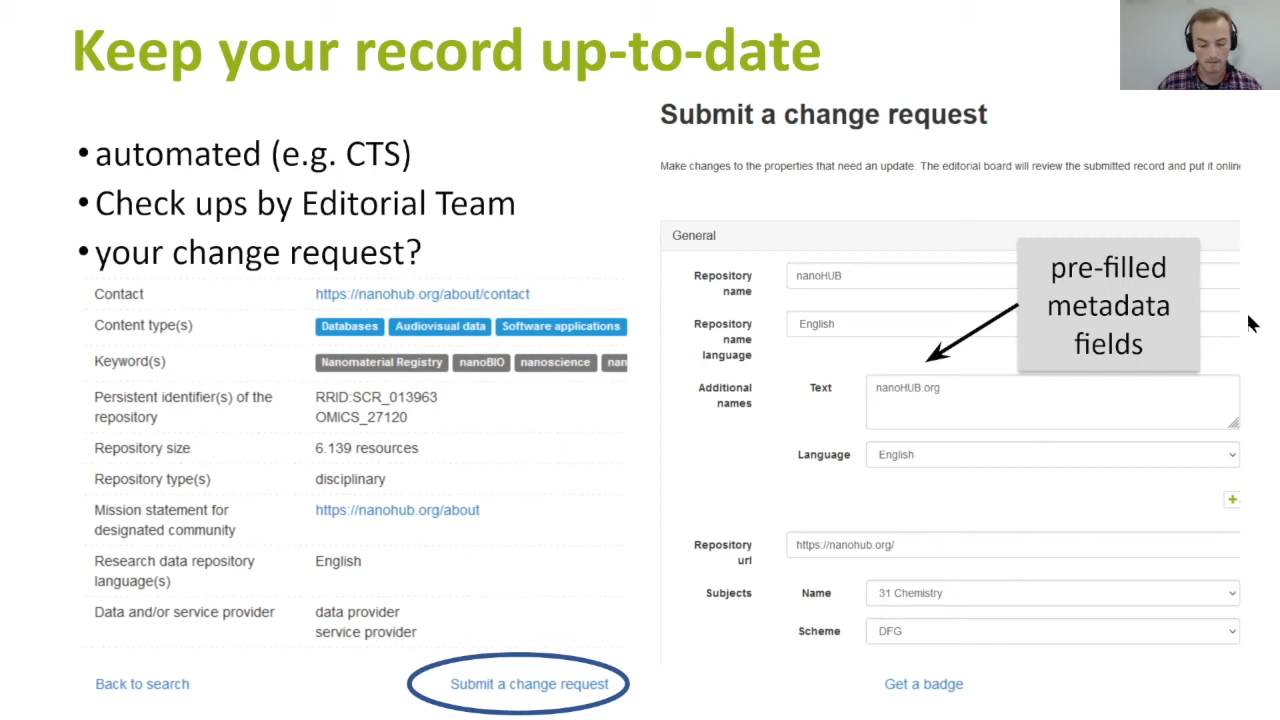 Keep your record up-to-date
• automated (e.g. CTS)
• Check ups by Editorial Team
• your change request?
Contact https://nanohub.org/about/contact
Content type(s) Databases Audiovisual data Software applications
Keyword(s) Nanomaterial Registry nanoBIO nanoscience nan
Persistent identifier(s) of the RRID:SCR_013963
repository OMICS_27120
Repository size 6.139 resources
Repository type(s) disciplinary
Mission statement for https://nanohub.org/about
designated community
Research data repository English
language(s)
Data and/or service provider data provider
service provider
Back to search Submit a change request
Submit a change request
Make changes to the properties that need an update. The editorial board will review the submitted record and put it online
General
Repository nanoHUB
name
Repository English
name
language
pre-filled
metadata
fields
Additional Text nanoHUB.org
names
Language English
Repository https://nanohub.org/
url
Subjects Name 31 Chemistry
Scheme DFG
Get a badge